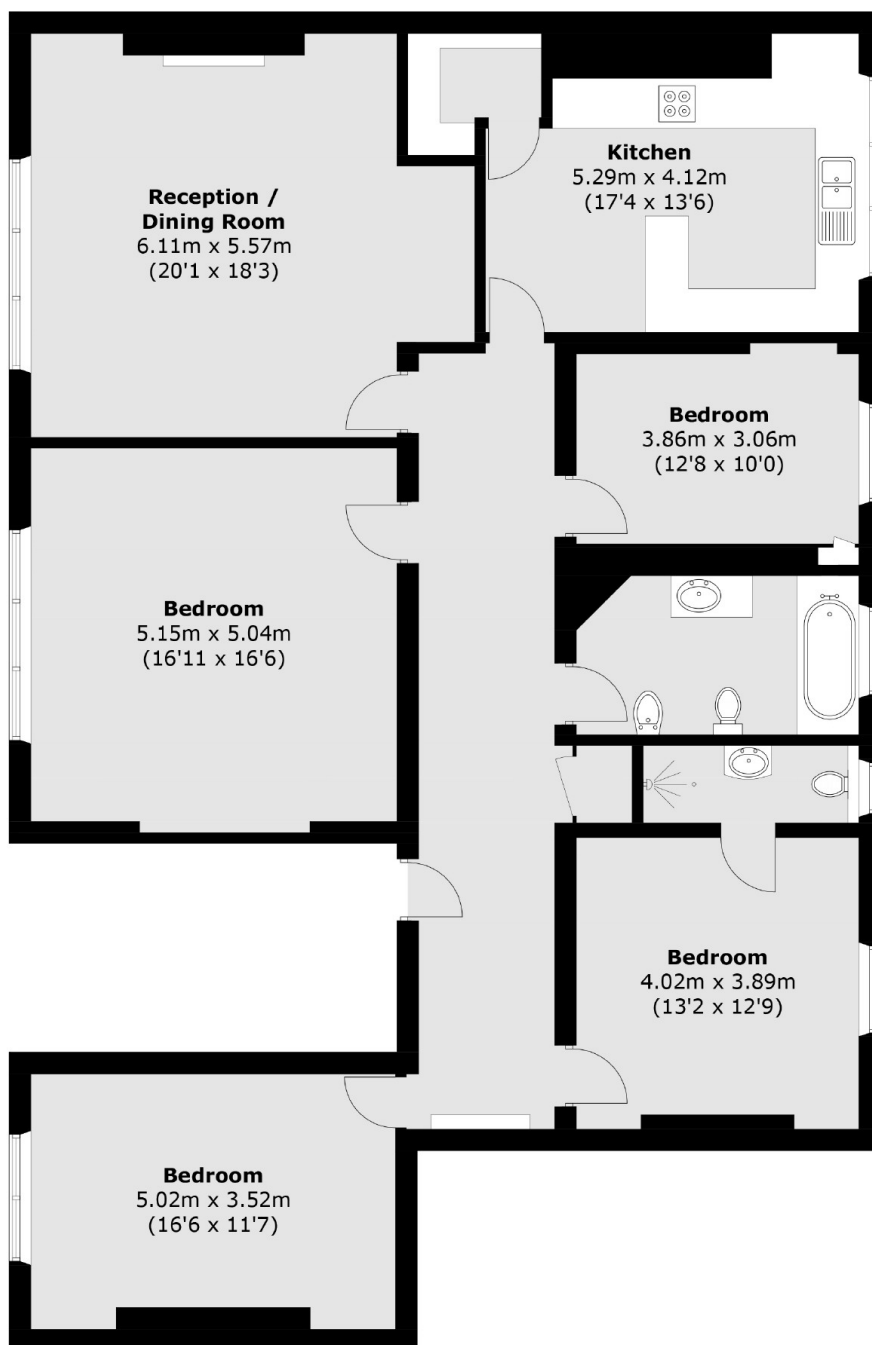 Reception /
Dining Room
6.11m x 5.57m
(20'1 x 18'3)
Kitchen
5.29m x 4.12m
(17'4 x 13'6)
Bedroom
3.86m x 3.06m
(12'8 x 10'0)
Bedroom
5.15m x 5.04m
(16'11 x 16'6)
Bedroom
4.02m x 3.89m
(13'2 x 12'9)
Bedroom
5.02m x 3.52m
(16'6 x 11'7)